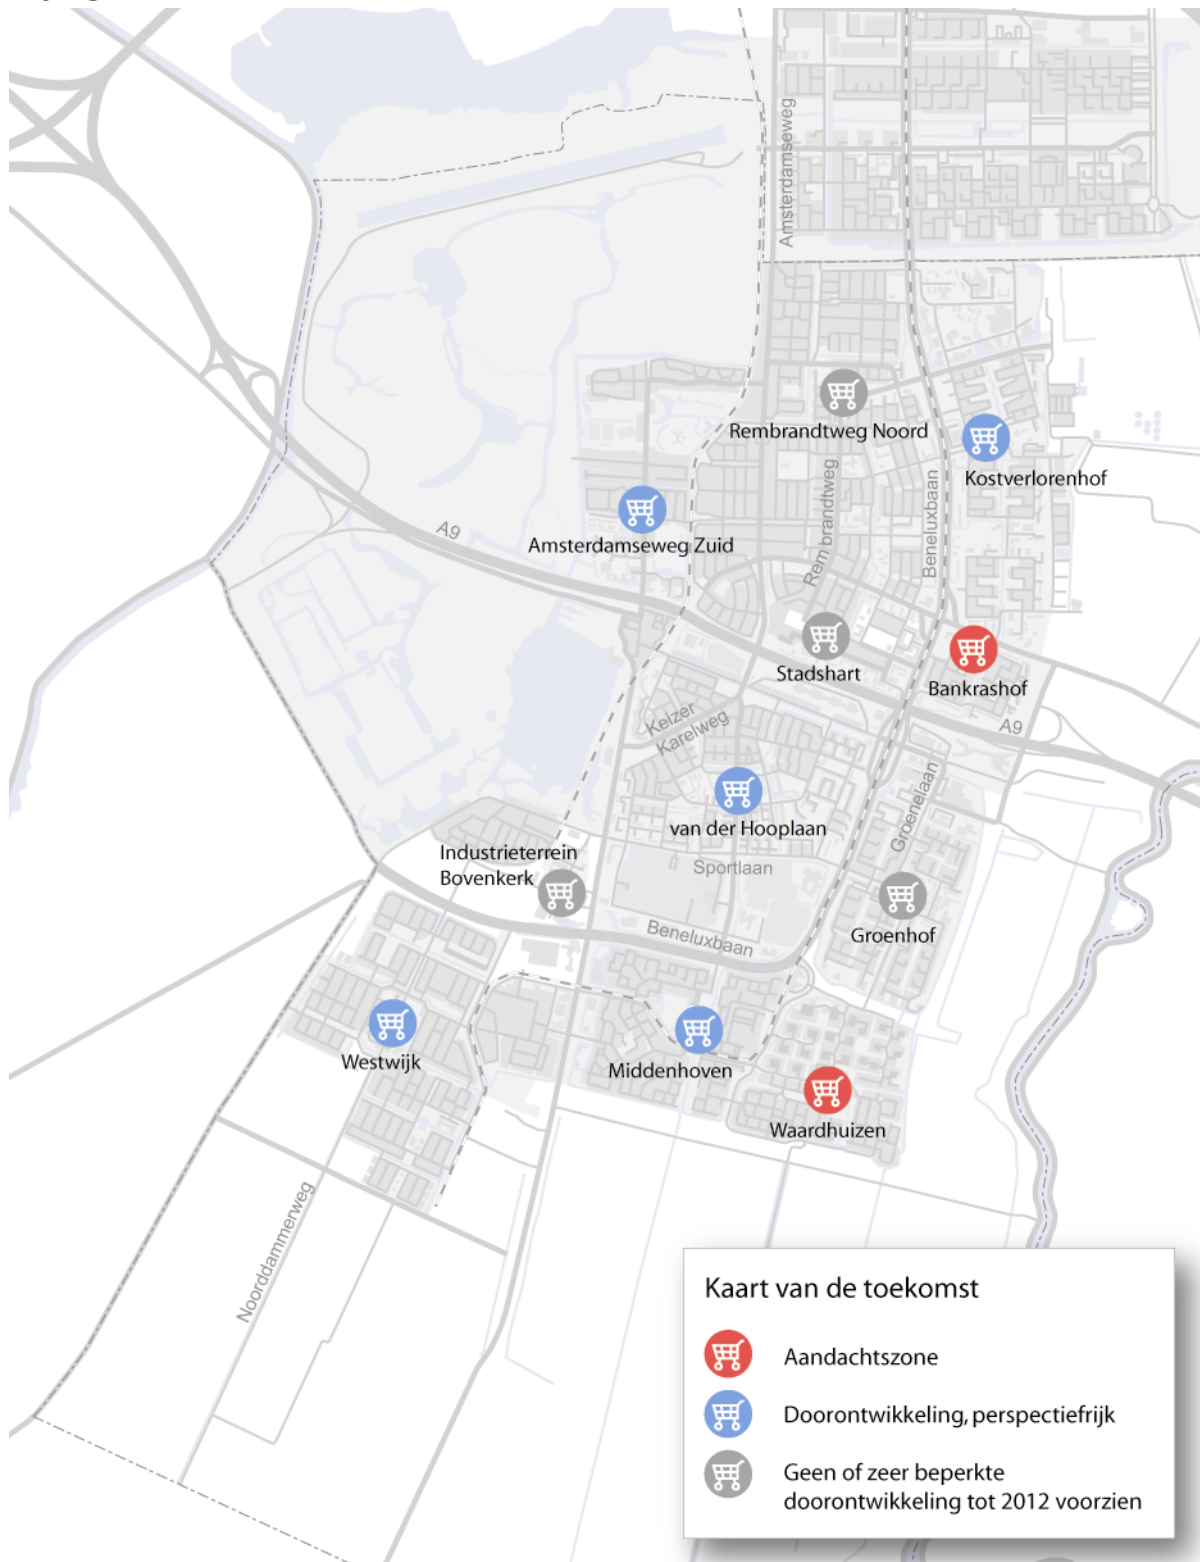 Amsterdamseweg
Rembrandtweg Noord
Kostverlorenhof
Rembrandtweg
Beneluxbaan
A9
Amsterdamseweg Zuid
Stadshart
Bankrashof
A9
Keizer
Karelweg
Groenelaan
van der Hooplaan
Sportlaan
Industrieterrein
Bovenkerk
Groenhof
Beneluxbaan
Westwijk
Middenhoven
Waardhuizen
Noorddammerweg
Kaart van de toekomst
Aandachtszone
Doorontwikkeling, perspectiefrijk
Geen of zeer beperkte
doorontwikkeling tot 2012 voorzien